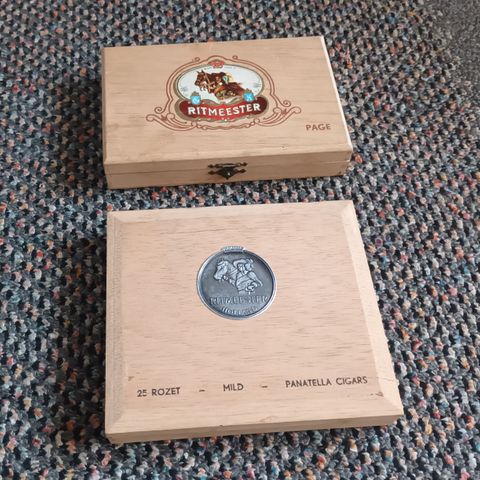 RITMEESTER
PAGE
RITMEESTER
25 ROZET – MILD – PANATELLA CIGARS